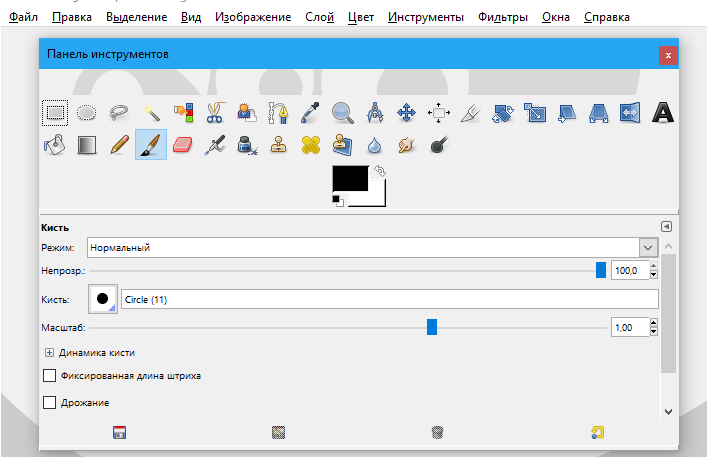 Файл Правка Выделение Вид Изображение Слой Цвет Инструменты Фильтры Окна Справка
Панель инструментов
Кисть
Режим: Нормальный
Непрозр.: 100,0
Кисть: Circle (11)
Масштаб: 1,00
Динамика кисти
Фиксированная длина штриха
Дрожание